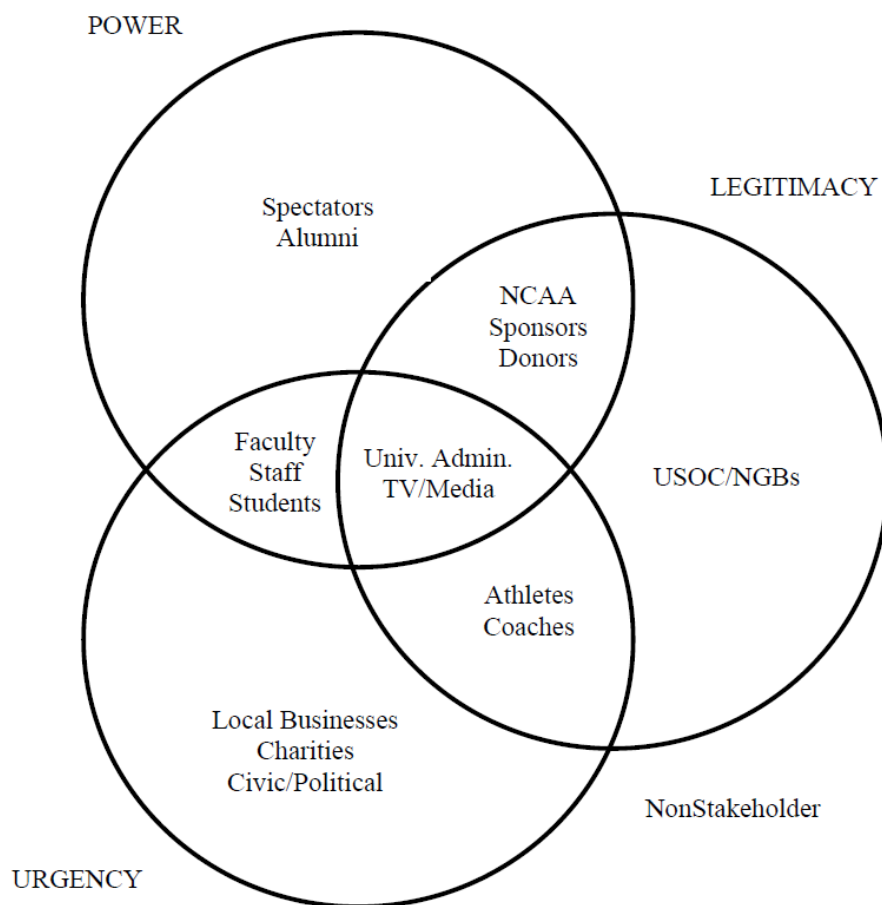 POWER
LEGITIMACY
Spectators
Alumni
NCAA
Sponsors
Donors
Faculty
Staff
Students
Univ. Admin.
TV/Media
USOC/NGBs
Athletes
Coaches
Local Businesses
Charities
Civic/Political
NonStakeholder
URGENCY